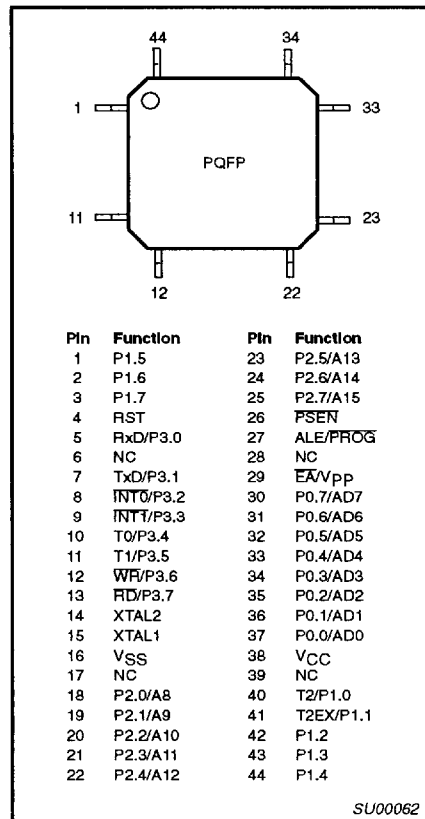 44 34
1 33
PQFP
11 23
12 22
Pin Function Pin Function
1 P1.5 23 P2.5/A13
2 P1.6 24 P2.6/A14
3 P1.7 25 P2.7/A15
4 RST 26 P̅S̅E̅N̅
5 RxD/P3.0 27 ALE/P̅R̅O̅G̅
6 NC 28 NC
7 TxD/P3.1 29 E̅A̅/VPP
8 I̅N̅T̅0̅/P3.2 30 P0.7/AD7
9 I̅N̅T̅1̅/P3.3 31 P0.6/AD6
10 T0/P3.4 32 P0.5/AD5
11 T1/P3.5 33 P0.4/AD4
12 W̅R̅/P3.6 34 P0.3/AD3
13 R̅D̅/P3.7 35 P0.2/AD2
14 XTAL2 36 P0.1/AD1
15 XTAL1 37 P0.0/AD0
16 VSS 38 VCC
17 NC 39 NC
18 P2.0/A8 40 T2/P1.0
19 P2.1/A9 41 T2EX/P1.1
20 P2.2/A10 42 P1.2
21 P2.3/A11 43 P1.3
22 P2.4/A12 44 P1.4
SU00062